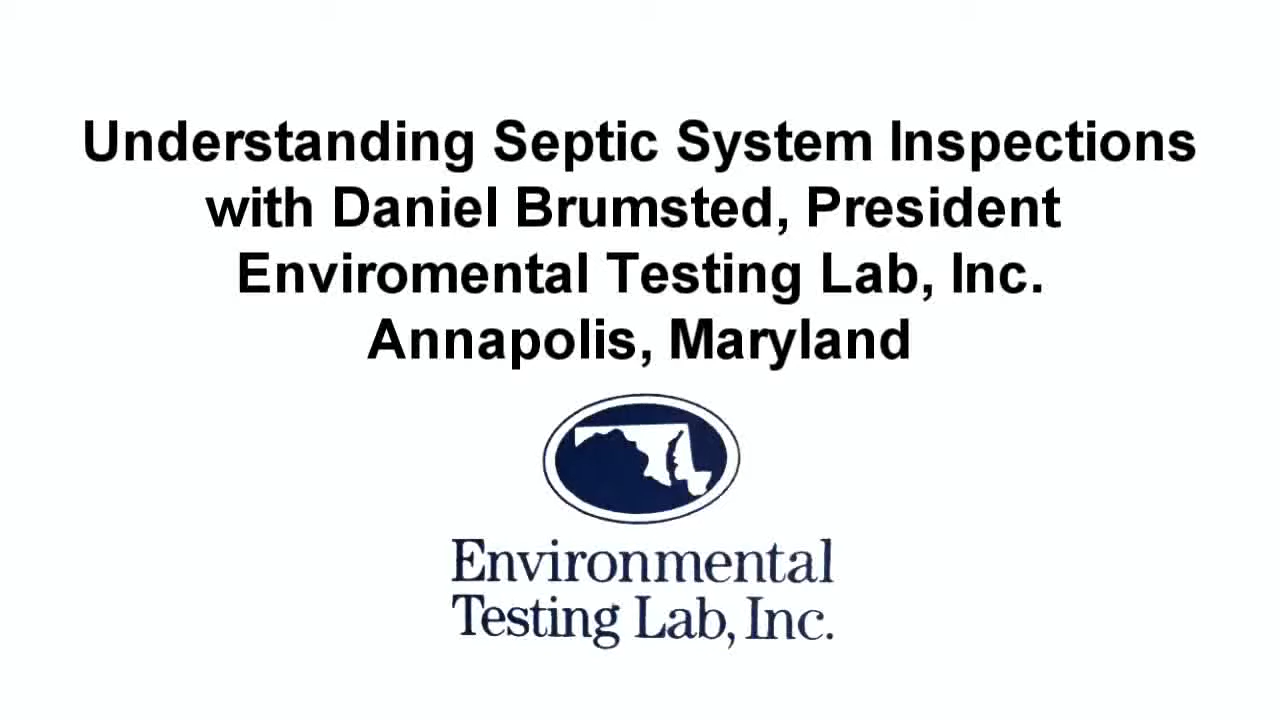 Understanding Septic System Inspections
with Daniel Brumsted, President
Enviromental Testing Lab, Inc.
Annapolis, Maryland
Environmental
Testing Lab, Inc.